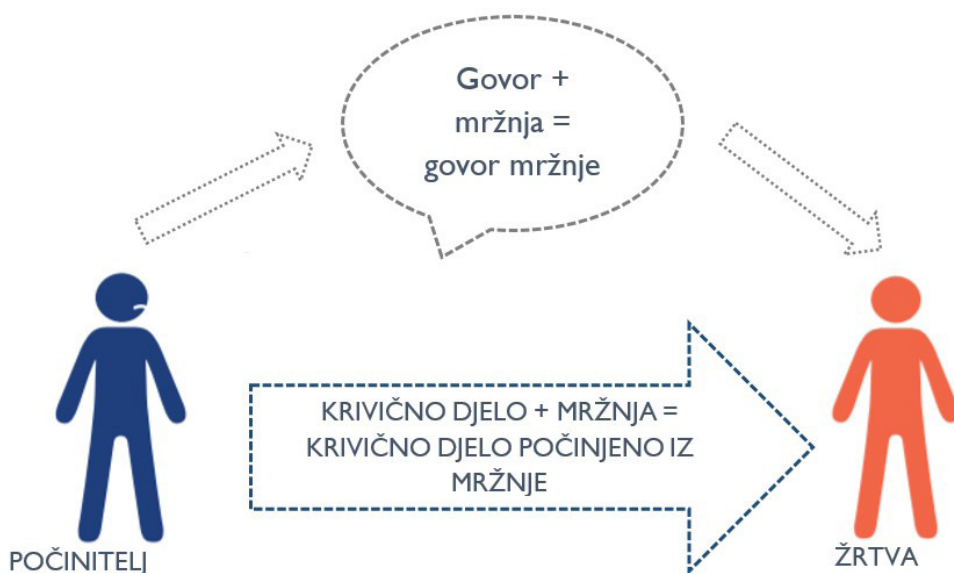 Govor +
mržnja =
govor mržnje
KRIVIČNO DJELO + MRŽNJA =
KRIVIČNO DJELO POČINJENO IZ
MRŽNJE
POČINITELJ
ŽRTVA